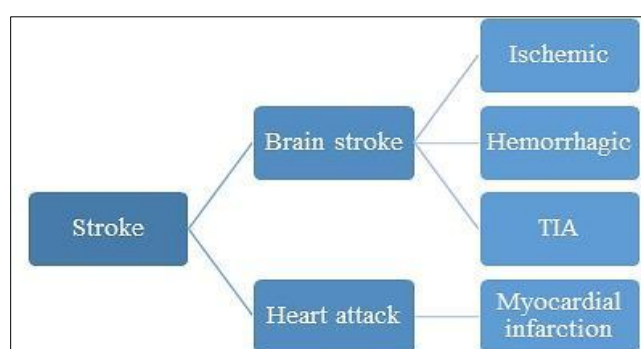 Stroke
Brain stroke
Ischemic
Hemorrhagic
TIA
Heart attack
Myocardial
infarction